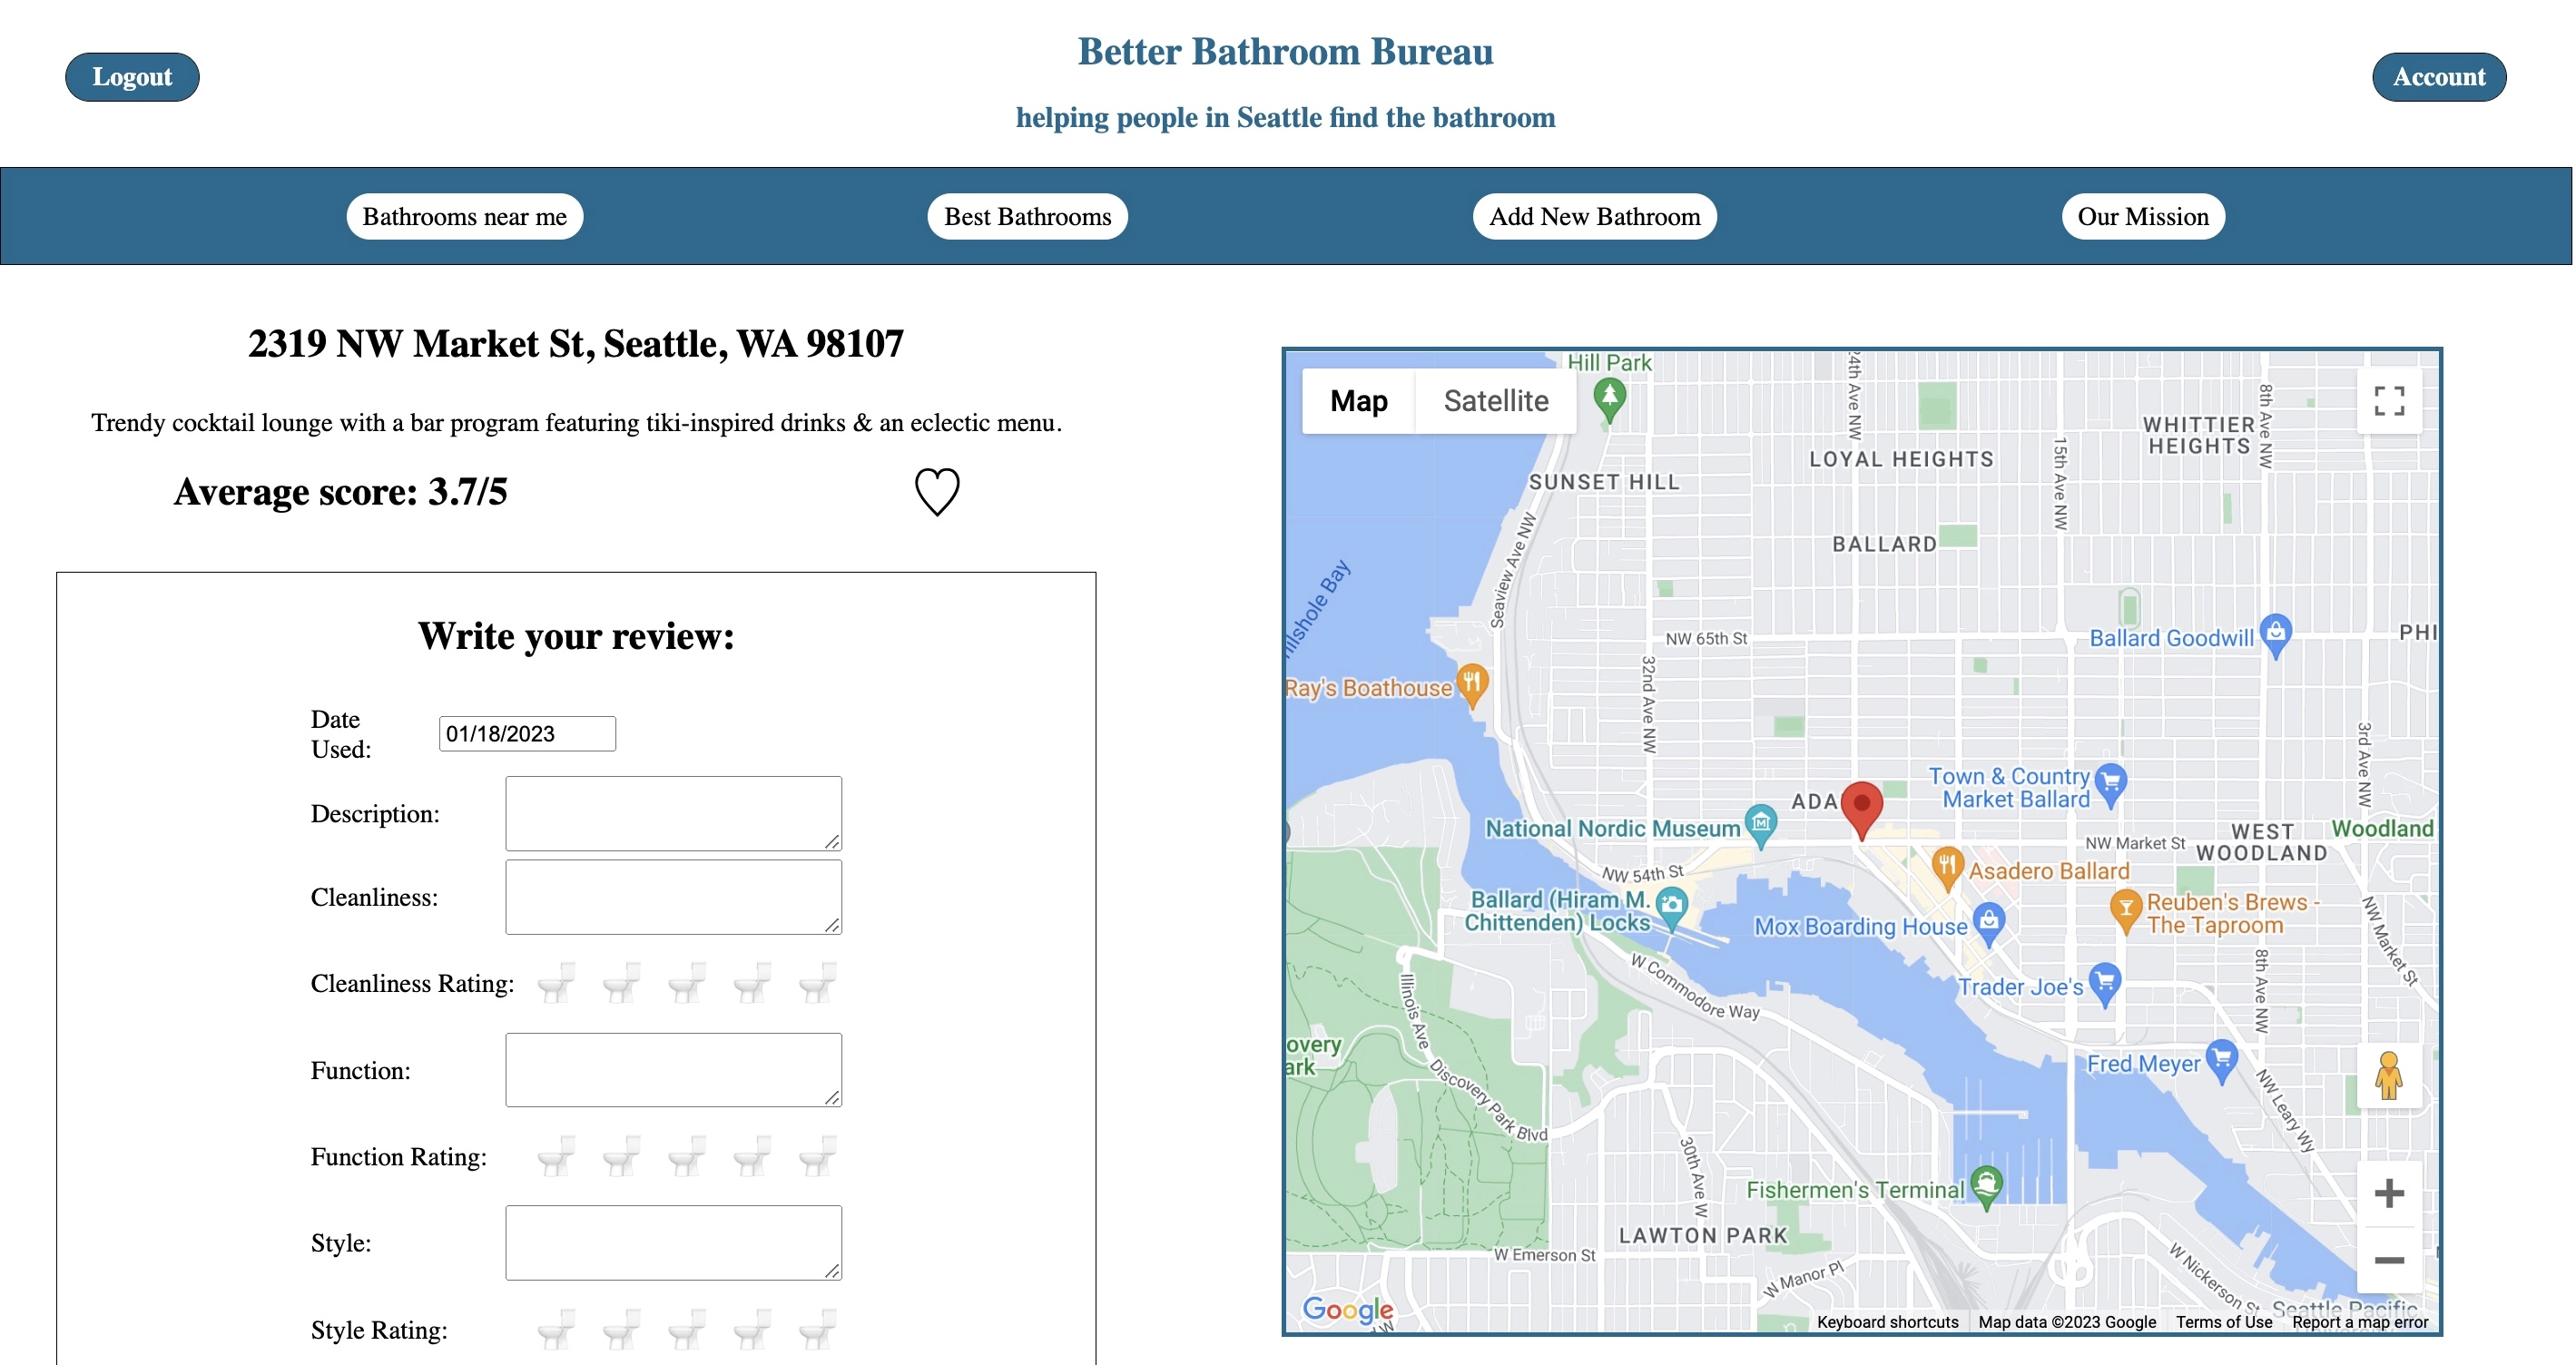 Better Bathroom Bureau
Logout
Account
helping people in Seattle find the bathroom
Bathrooms near me
Best Bathrooms
Add New Bathroom
Our Mission
2319 NW Market St, Seattle, WA 98107
Trendy cocktail lounge with a bar program featuring tiki-inspired drinks & an eclectic menu.
Average score: 3.7/5
Write your review:
Date
Used:
01/18/2023
Description:
Cleanliness:
Cleanliness Rating:
Function:
Function Rating:
Style:
Style Rating:
Map
Satellite
Hill Park
24th Ave NW
8th Ave NW
WHITTIER
HEIGHTS
LOYAL HEIGHTS
15th Ave NW
SUNSET HILL
Seaview Ave NW
BALLARD
Bay
NW 65th St
Ballard Goodwill
PHI
32nd Ave NW
Ray's Boathouse
3rd Ave NW
Town & Country
Market Ballard
ADA
National Nordic Museum
NW Market St
WEST
WOODLAND
Woodland
NW 54th St
Asadero Ballard
Ballard (Hiram M.
Chittenden) Locks
Reuben's Brews -
The Taproom
Mox Boarding House
NW Market St
8th Ave NW
W Commodore Way
Trader Joe's
Illinois Ave
overy
ark
Discovery Park Blvd
Fred Meyer
NW Leary Wy
30th Ave W
Fishermen's Terminal
LAWTON PARK
W Emerson St
W Manor Pl
W Nickerson St
Seattle Pacific
Google
Keyboard shortcuts
Map data ©2023 Google
Terms of Use
Report a map error